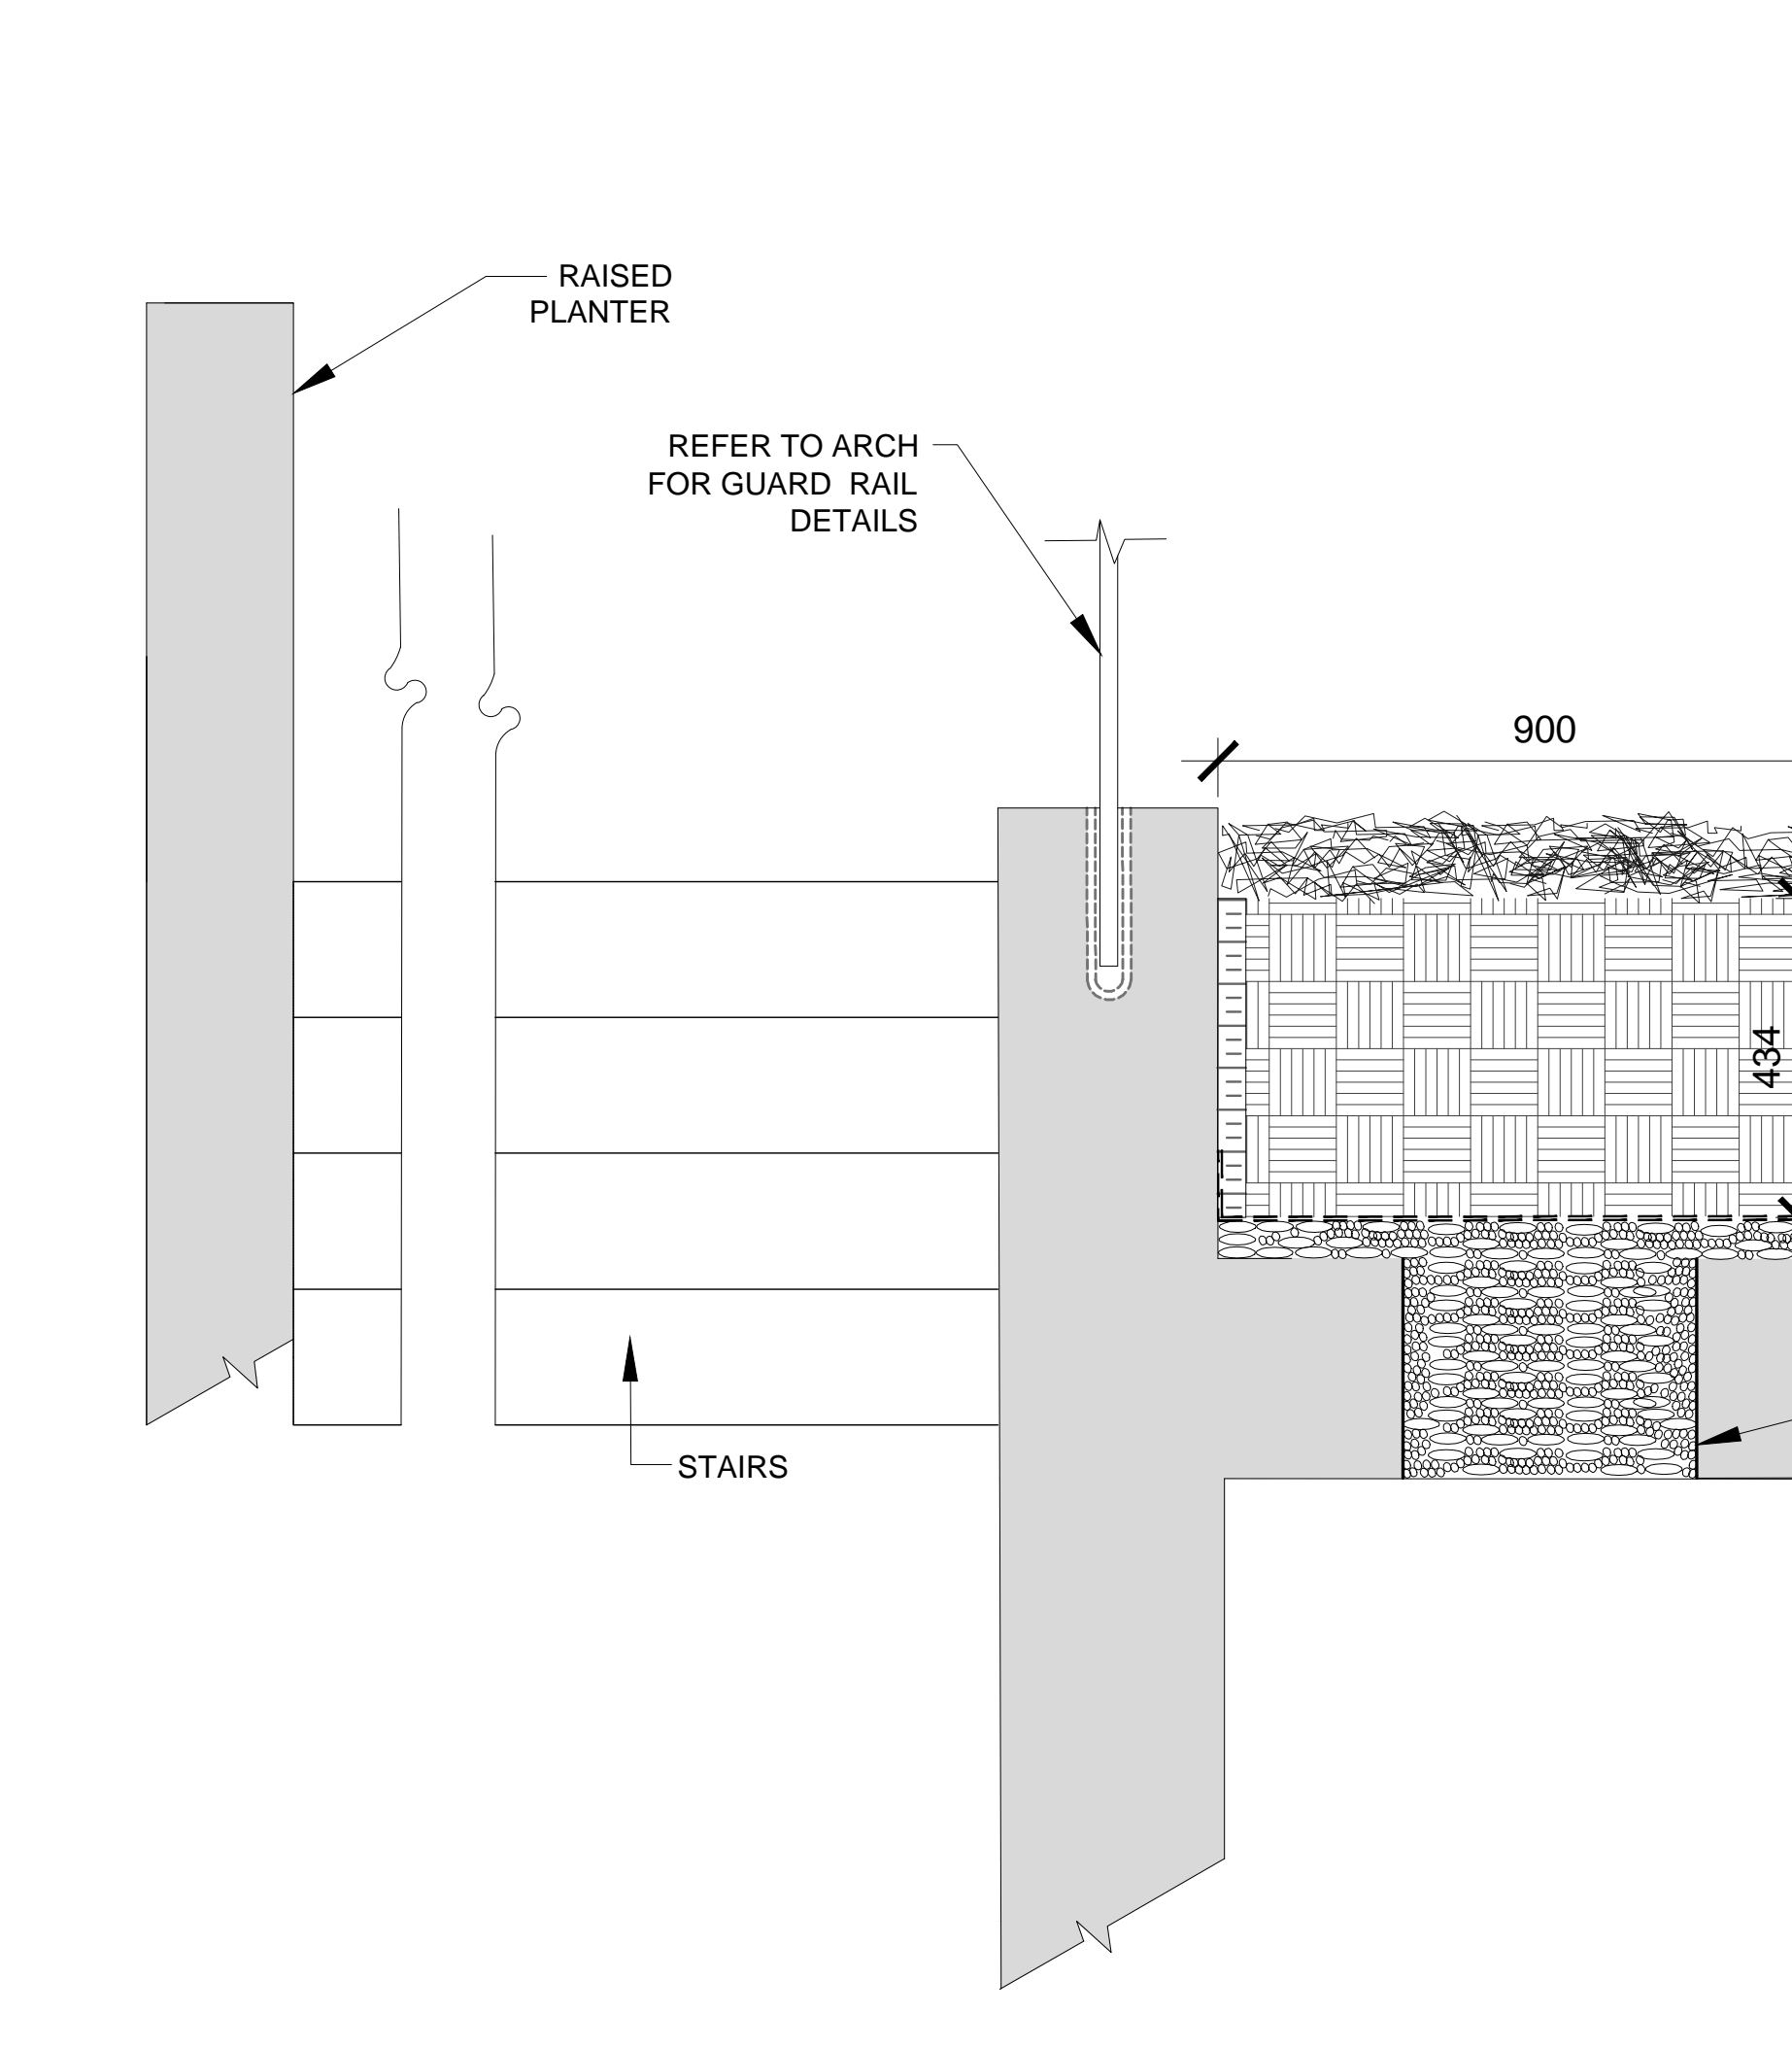 RAISED
PLANTER
REFER TO ARCH
FOR GUARD  RAIL
DETAILS
900
434
STAIRS